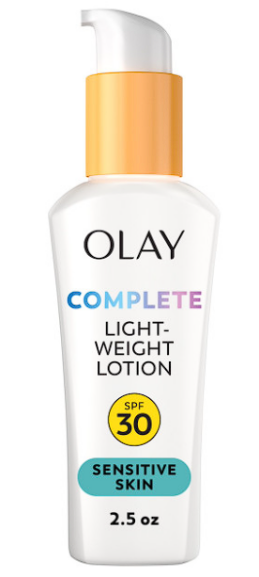 OLAY
COMPLETE
LIGHT-
WEIGHT
LOTION
SPF
30
SENSITIVE
SKIN
2.5 oz